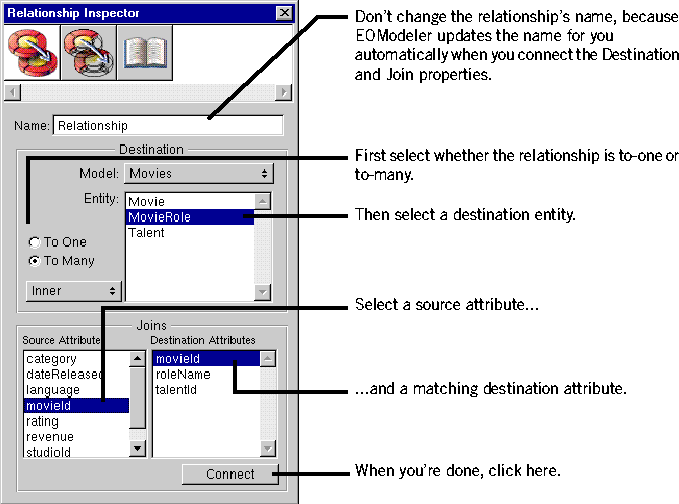 Relationship Inspector
Name: Relationship
Destination
Model: Movies
Entity: Movie
MovieRole
Talent
To One
To Many
Inner
Joins
Source Attribute
Destination Attributes
category
dateReleased
language
movieId
rating
revenue
studioId
movieId
roleName
talentId
Connect
Don't change the relationship's name, because
EOModeler updates the name for you
automatically when you connect the Destination
and Join properties.
First select whether the relationship is to-one or
to-many.
Then select a destination entity.
Select a source attribute...
...and a matching destination attribute.
When you're done, click here.